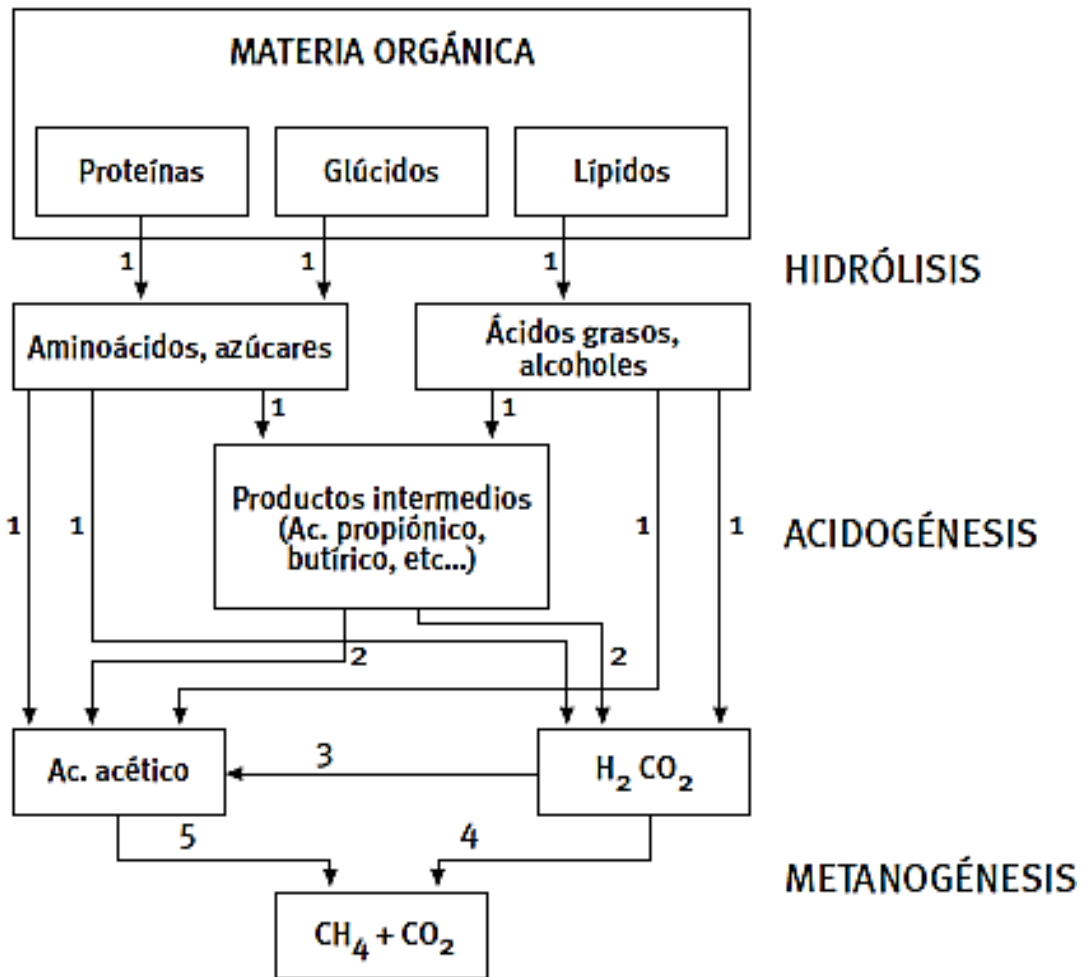 MATERIA ORGÁNICA
Proteínas
Glúcidos
Lípidos
1
1
1
HIDRÓLISIS
Aminoácidos, azúcares
Ácidos grasos,
alcoholes
1
1
Productos intermedios
(Ac. propiónico,
butírico, etc...)
1
1
1
1
ACIDOGÉNESIS
2
2
Ac. acético
3
H₂ CO₂
5
4
METANOGÉNESIS
CH₄ + CO₂